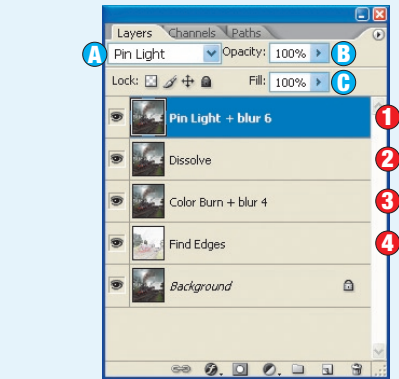 Layers Channels Paths
A Pin Light Opacity: 100% B
Lock: Fill: 100% C
Pin Light + blur 6 1
Dissolve 2
Color Burn + blur 4 3
Find Edges 4
Background